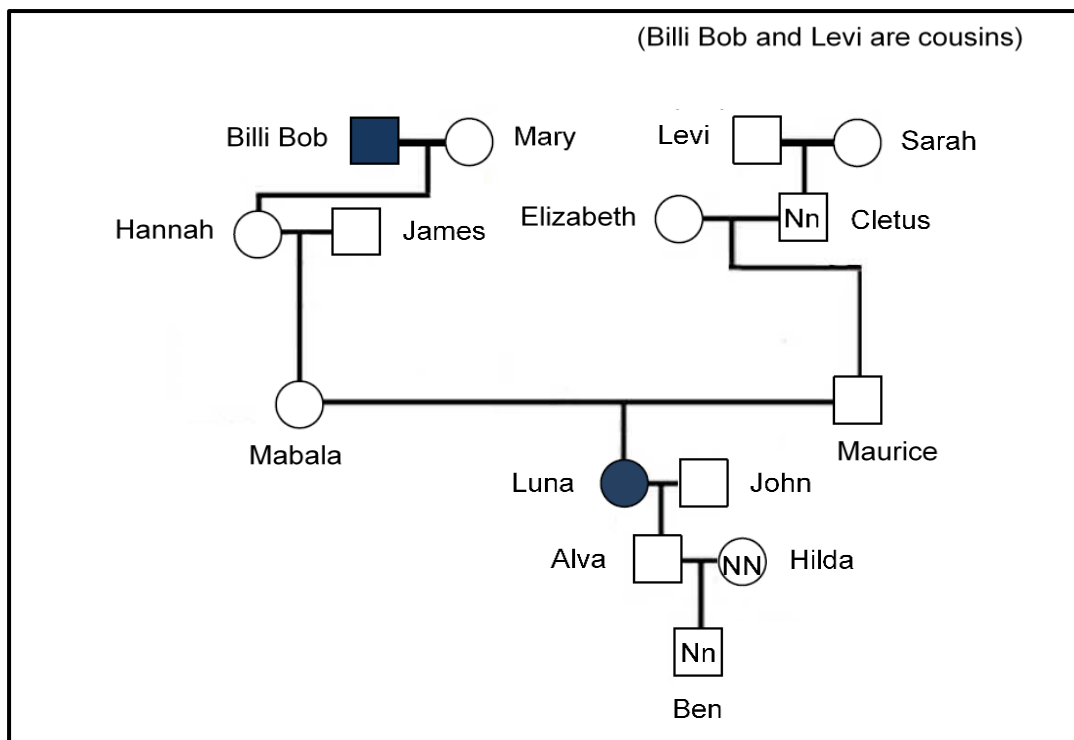 (Billi Bob and Levi are cousins)
Billi Bob
Mary
Levi
Sarah
Hannah
James
Elizabeth
Nn
Cletus
Mabala
Maurice
Luna
John
Alva
NN
Hilda
Nn
Ben